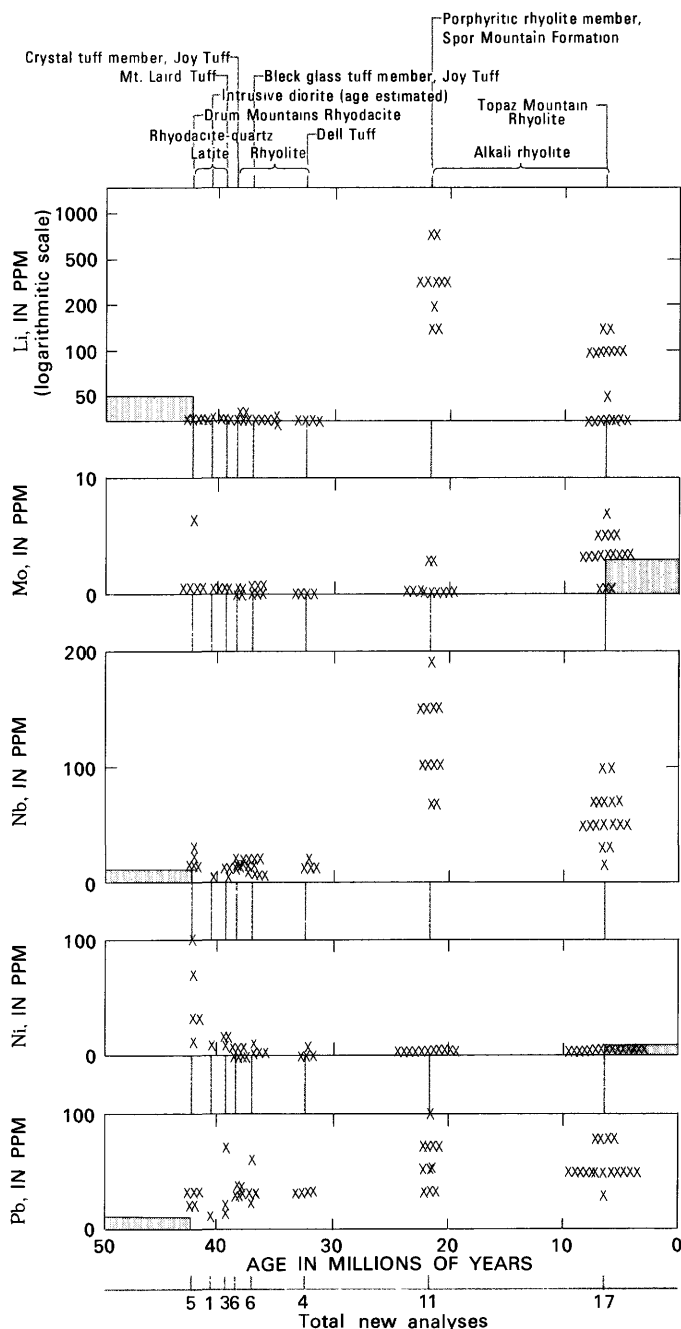 Porphyritic rhyolite member,
Spor Mountain Formation
Crystal tuff member, Joy Tuff
Mt. Laird Tuff
Bleck glass tuff member, Joy Tuff
Intrusive diorite (age estimated)
Topaz Mountain
Rhyolite
Drum Mountains Rhyodacite
Rhyodacite-quartz
Latite
Rhyolite
Dell Tuff
Alkali rhyolite
Li, IN PPM
(logarithmitic scale)
1000
500
200
100
50
Mo, IN PPM
10
5
0
Nb, IN PPM
200
100
0
Ni, IN PPM
100
0
Pb, IN PPM
100
0
50 40 30 20 10 0
AGE IN MILLIONS OF YEARS
5 1 3 6 6 4 11 17
Total new analyses